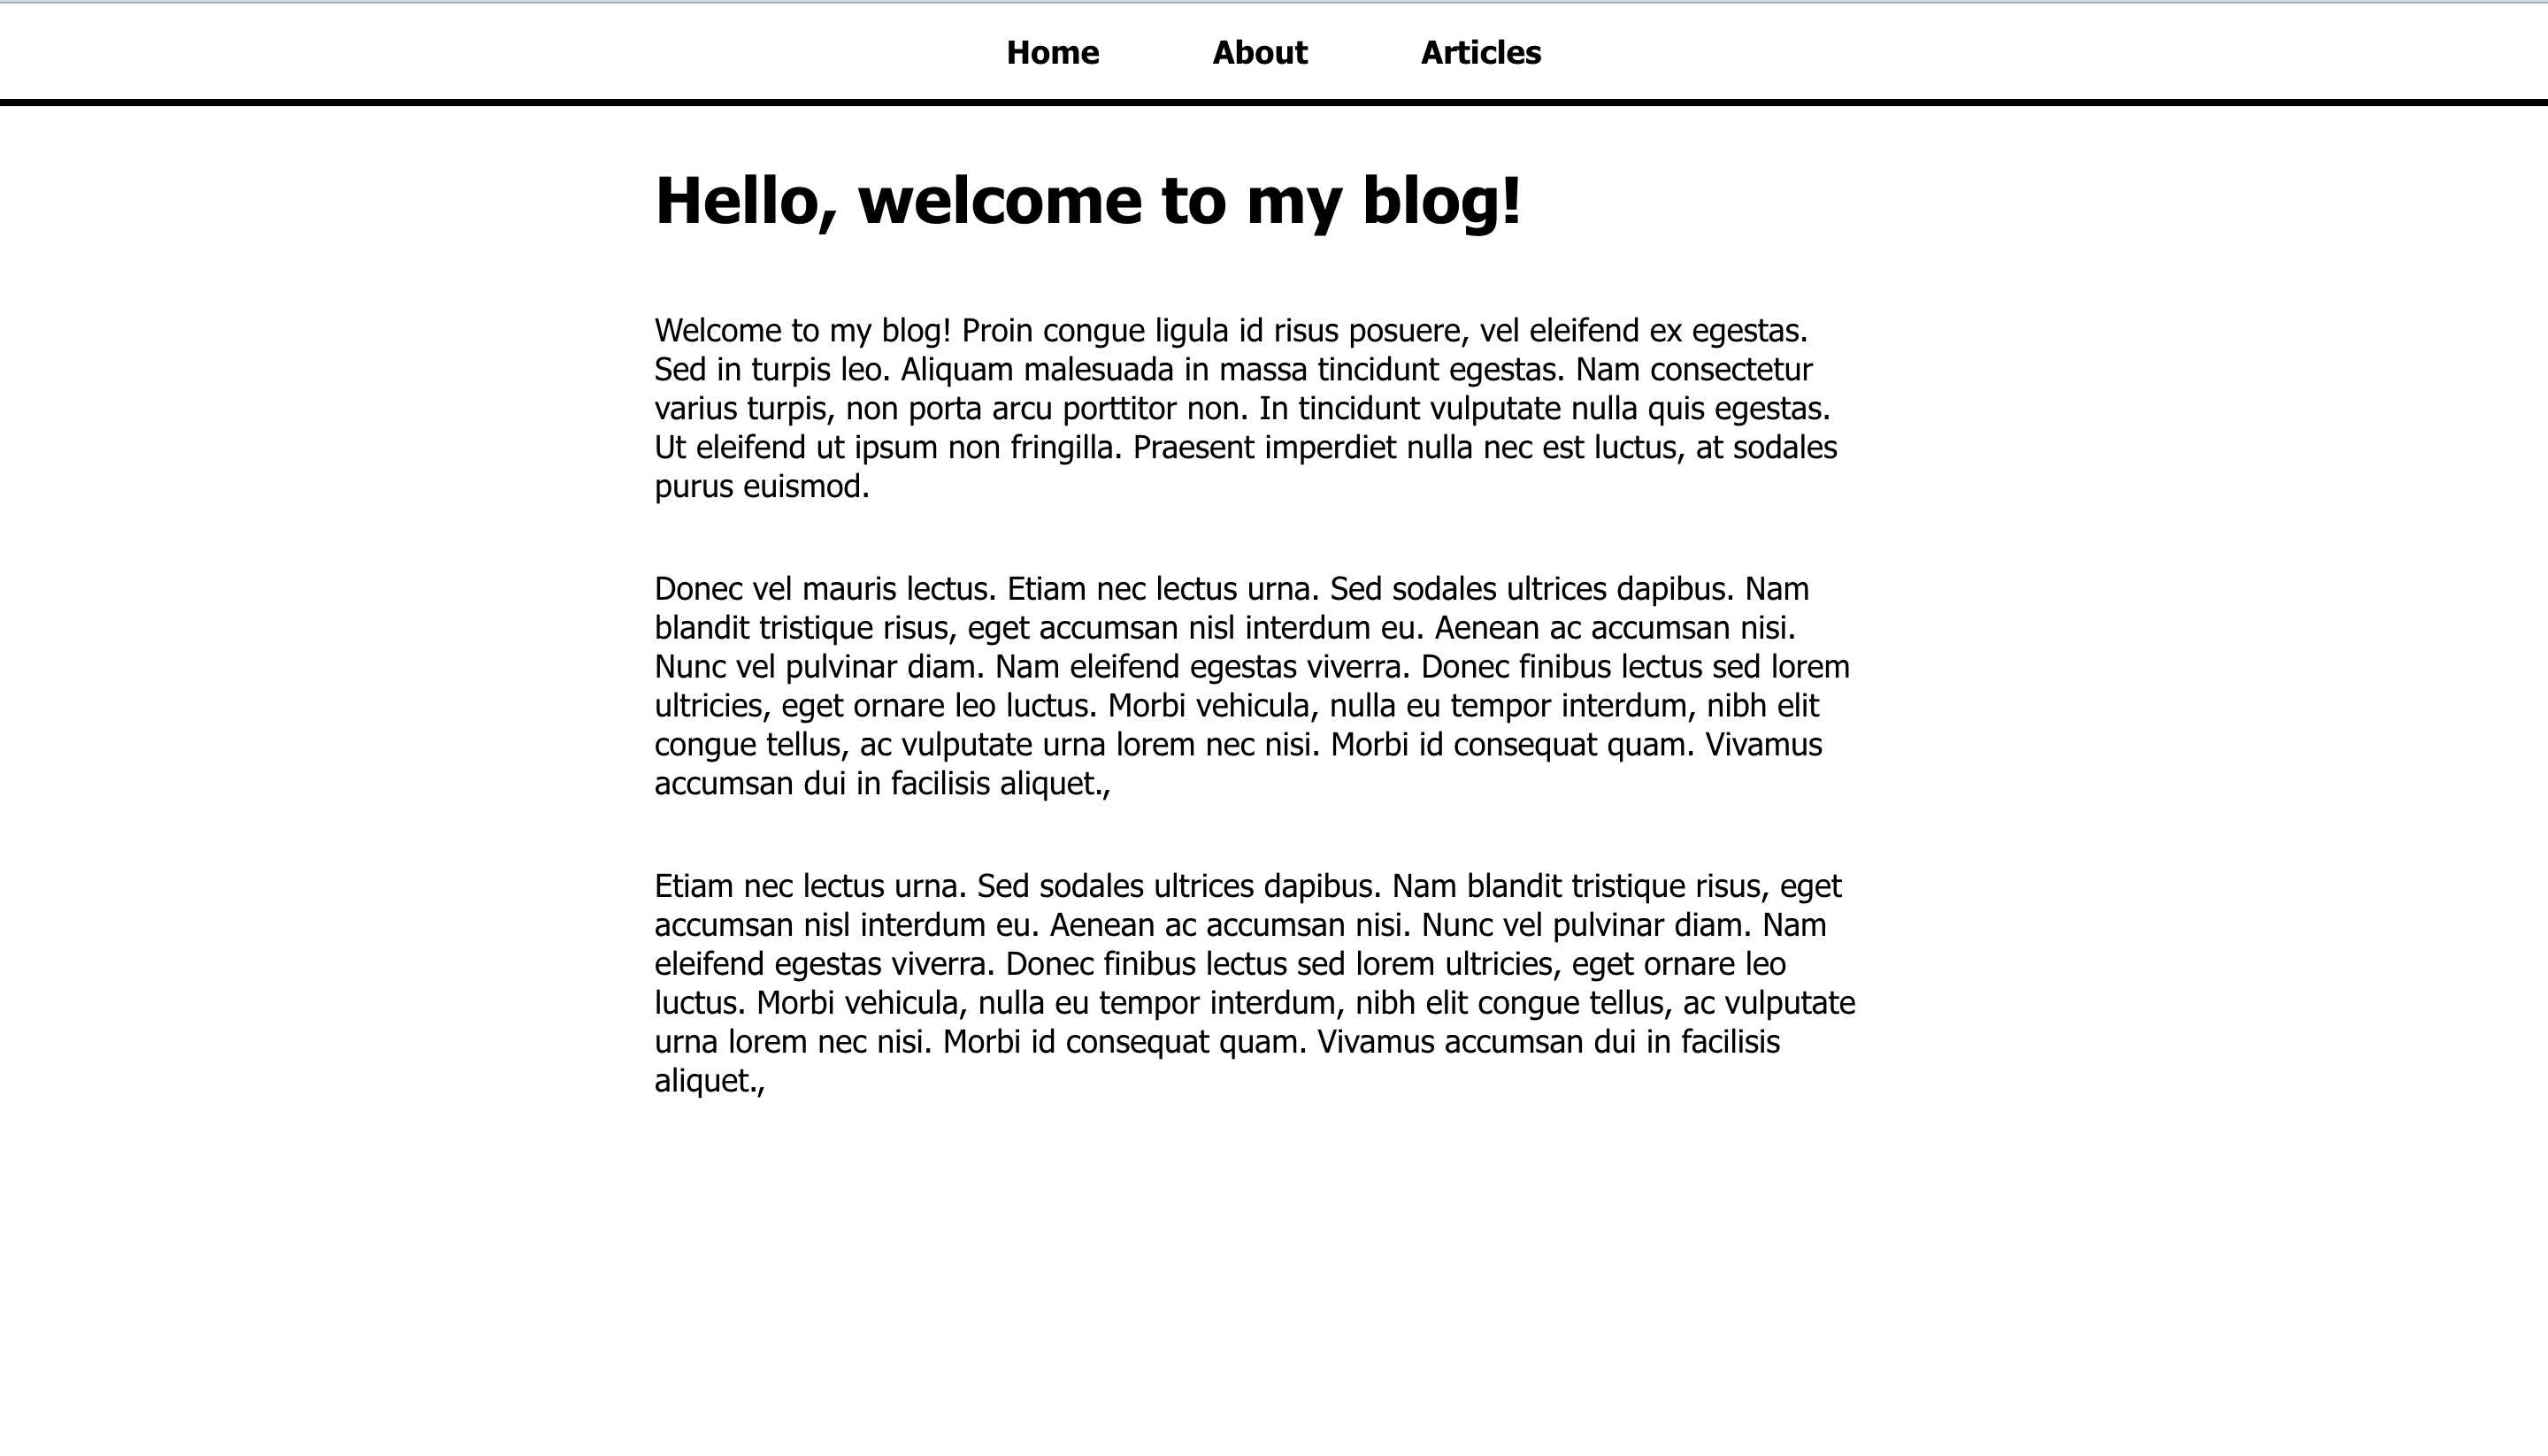 Home About Articles
Hello, welcome to my blog!
Welcome to my blog! Proin congue ligula id risus posuere, vel eleifend ex egestas.
Sed in turpis leo. Aliquam malesuada in massa tincidunt egestas. Nam consectetur
varius turpis, non porta arcu porttitor non. In tincidunt vulputate nulla quis egestas.
Ut eleifend ut ipsum non fringilla. Praesent imperdiet nulla nec est luctus, at sodales
purus euismod.
Donec vel mauris lectus. Etiam nec lectus urna. Sed sodales ultrices dapibus. Nam
blandit tristique risus, eget accumsan nisl interdum eu. Aenean ac accumsan nisi.
Nunc vel pulvinar diam. Nam eleifend egestas viverra. Donec finibus lectus sed lorem
ultricies, eget ornare leo luctus. Morbi vehicula, nulla eu tempor interdum, nibh elit
congue tellus, ac vulputate urna lorem nec nisi. Morbi id consequat quam. Vivamus
accumsan dui in facilisis aliquet.,
Etiam nec lectus urna. Sed sodales ultrices dapibus. Nam blandit tristique risus, eget
accumsan nisl interdum eu. Aenean ac accumsan nisi. Nunc vel pulvinar diam. Nam
eleifend egestas viverra. Donec finibus lectus sed lorem ultricies, eget ornare leo
luctus. Morbi vehicula, nulla eu tempor interdum, nibh elit congue tellus, ac vulputate
urna lorem nec nisi. Morbi id consequat quam. Vivamus accumsan dui in facilisis
aliquet.,